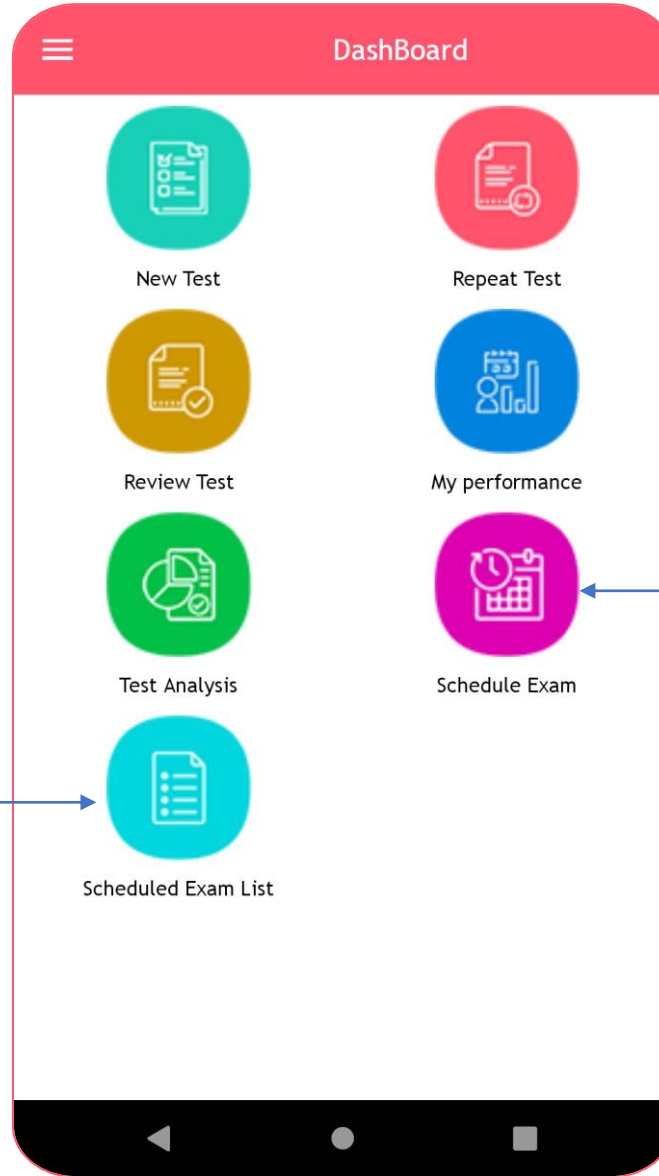 DashBoard
New Test
Repeat Test
Review Test
My performance
Test Analysis
Schedule Exam
Scheduled Exam List